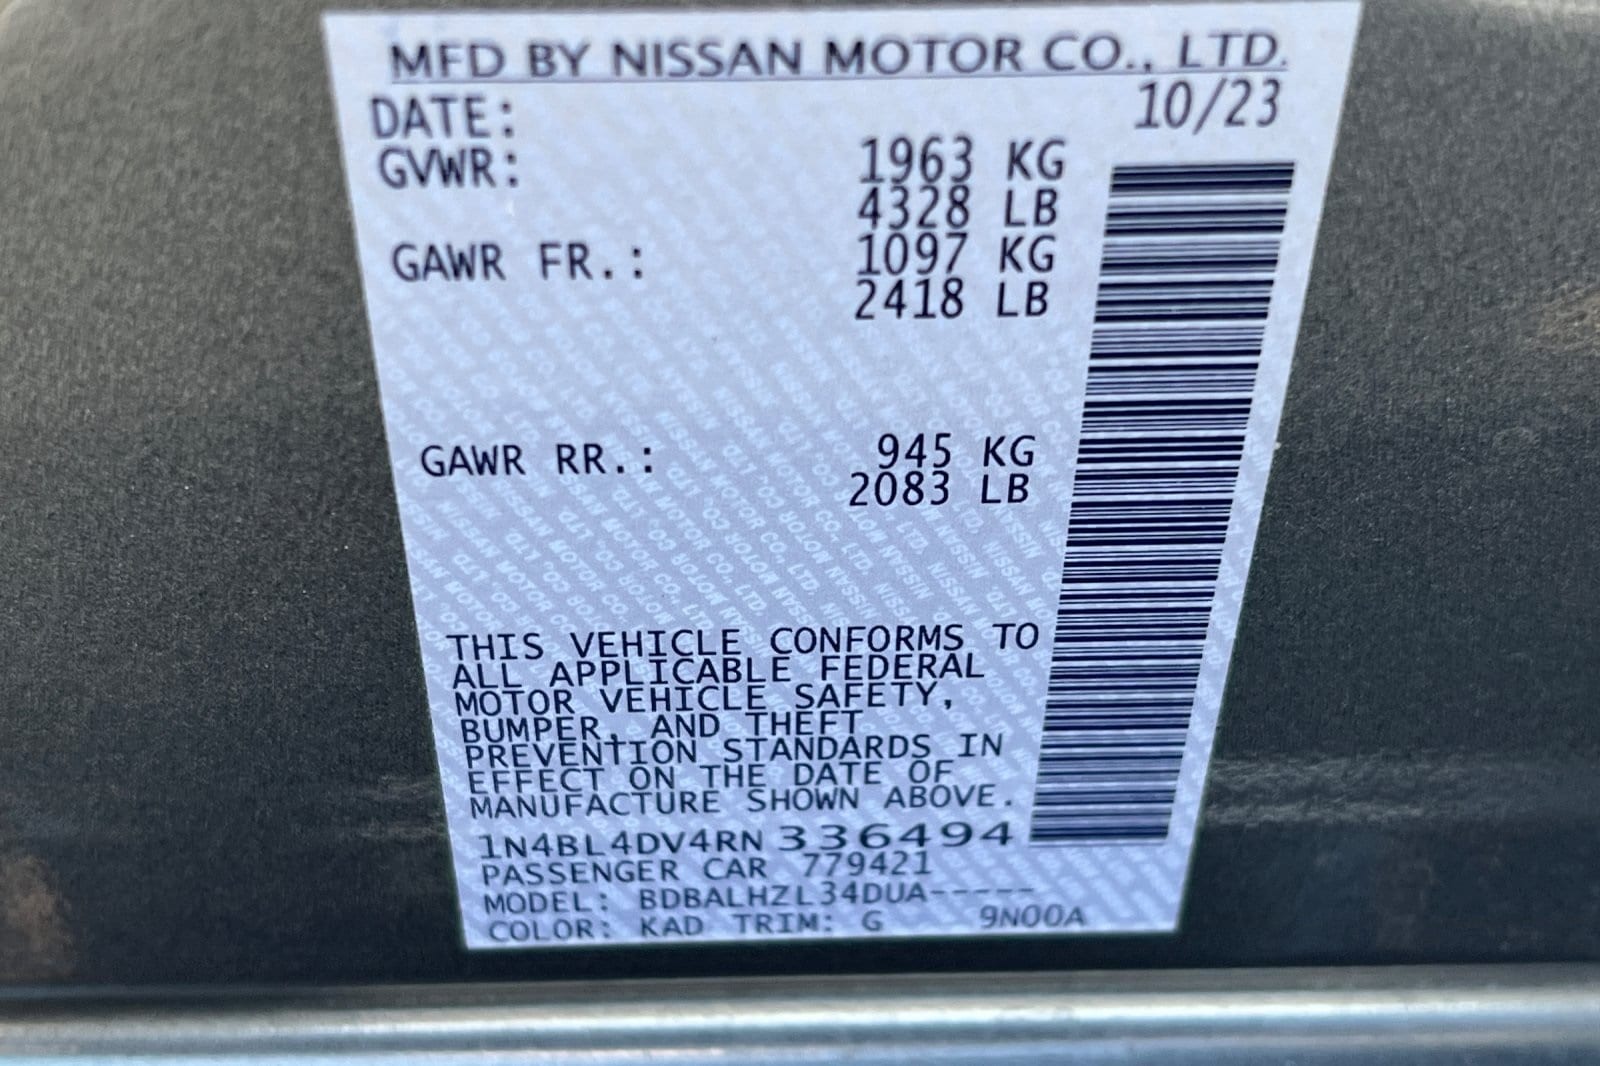 MFD BY NISSAN MOTOR CO., LTD.
DATE: 10/23
GVWR: 1963 KG
4328 LB
GAWR FR.: 1097 KG
2418 LB
GAWR RR.: 945 KG
2083 LB
THIS VEHICLE CONFORMS TO
ALL APPLICABLE FEDERAL
MOTOR VEHICLE SAFETY,
BUMPER, AND THEFT
PREVENTION STANDARDS IN
EFFECT ON THE DATE OF
MANUFACTURE SHOWN ABOVE.
1N4BL4DV4RN 336494
PASSENGER CAR 779421
MODEL: BDBALHZL34DUA-----
COLOR: KAD TRIM: G 9N00A